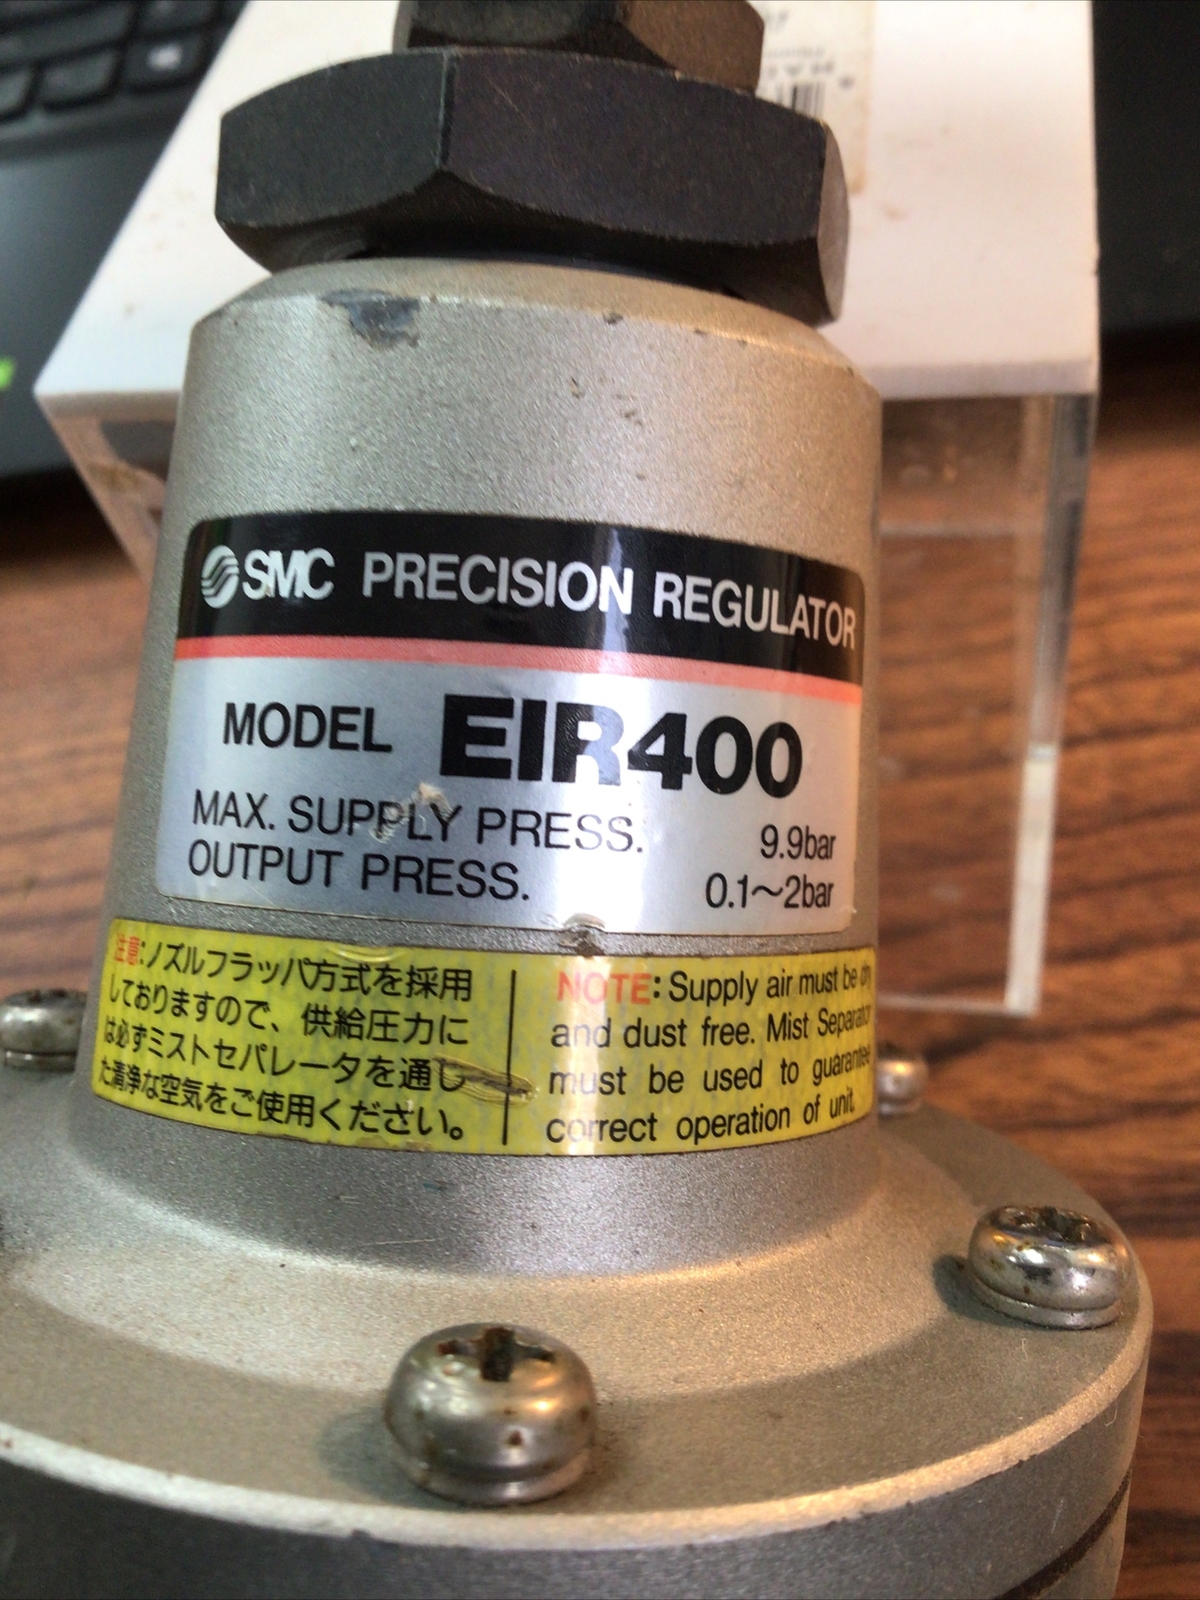 SMC PRECISION REGULATOR
MODEL EIR400
MAX. SUPPLY PRESS. 9.9bar
OUTPUT PRESS. 0.1～2bar
注意:ノズルフラッパ方式を採用
しておりますので、供給圧力に
は必ずミストセパレータを通し
た清浄な空気をご使用ください。
NOTE: Supply air must be dry
and dust free. Mist Separator
must be used to guarantee
correct operation of unit.